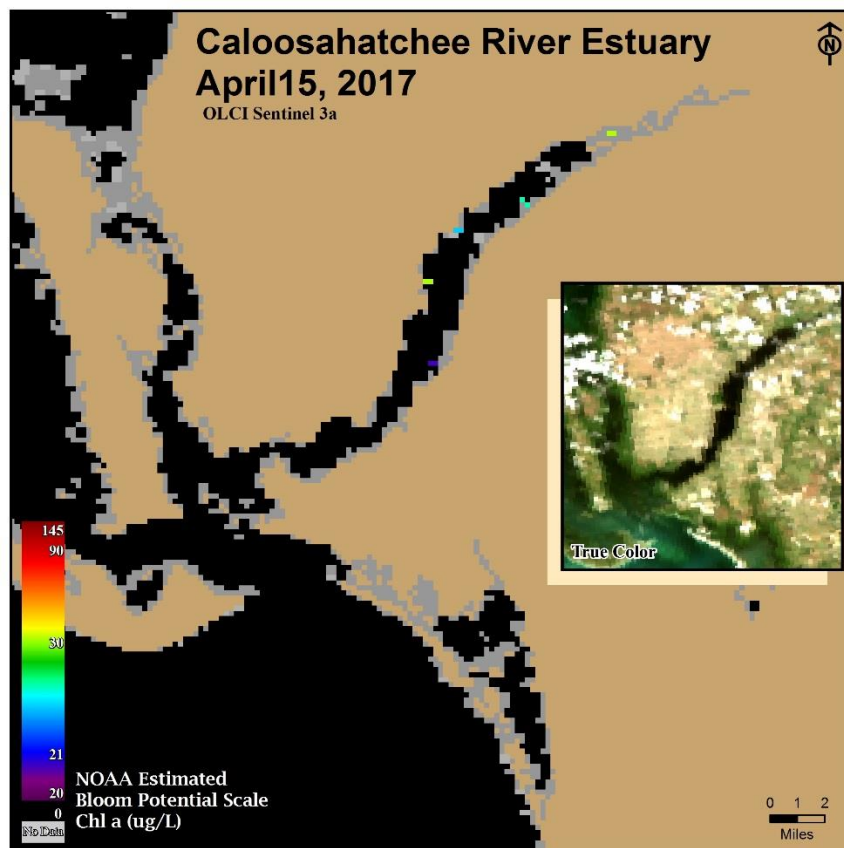 Caloosahatchee River Estuary
April15, 2017
OLCI Sentinel 3a
N
True Color
145
90
30
21
20
0
No Data
NOAA Estimated
Bloom Potential Scale
Chl a (ug/L)
0 1 2
Miles